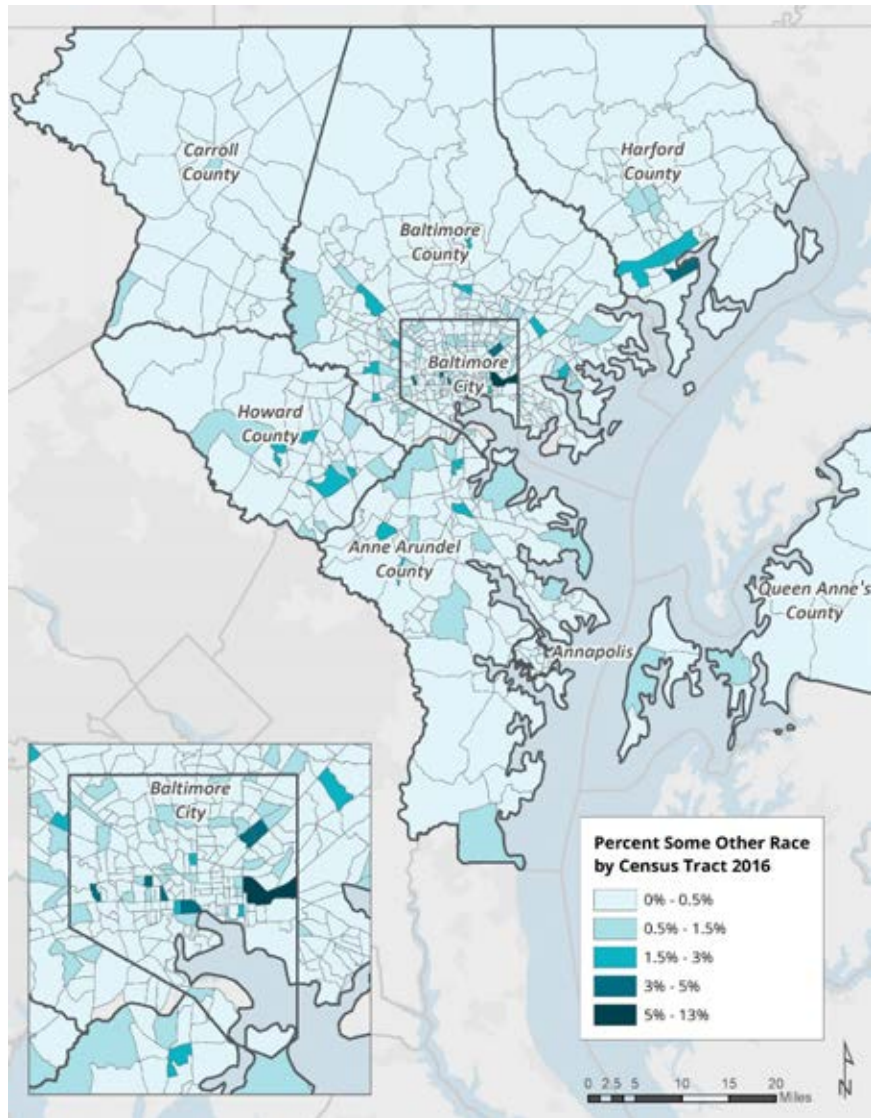 Carroll
County
Harford
County
Baltimore
County
Baltimore
City
Howard
County
Anne Arundel
County
Queen Anne's
County
Annapolis
Baltimore
City
Percent Some Other Race
by Census Tract 2016
0% - 0.5%
0.5% - 1.5%
1.5% - 3%
3% - 5%
5% - 13%
N
0 2.5 5 10 15 20
Miles